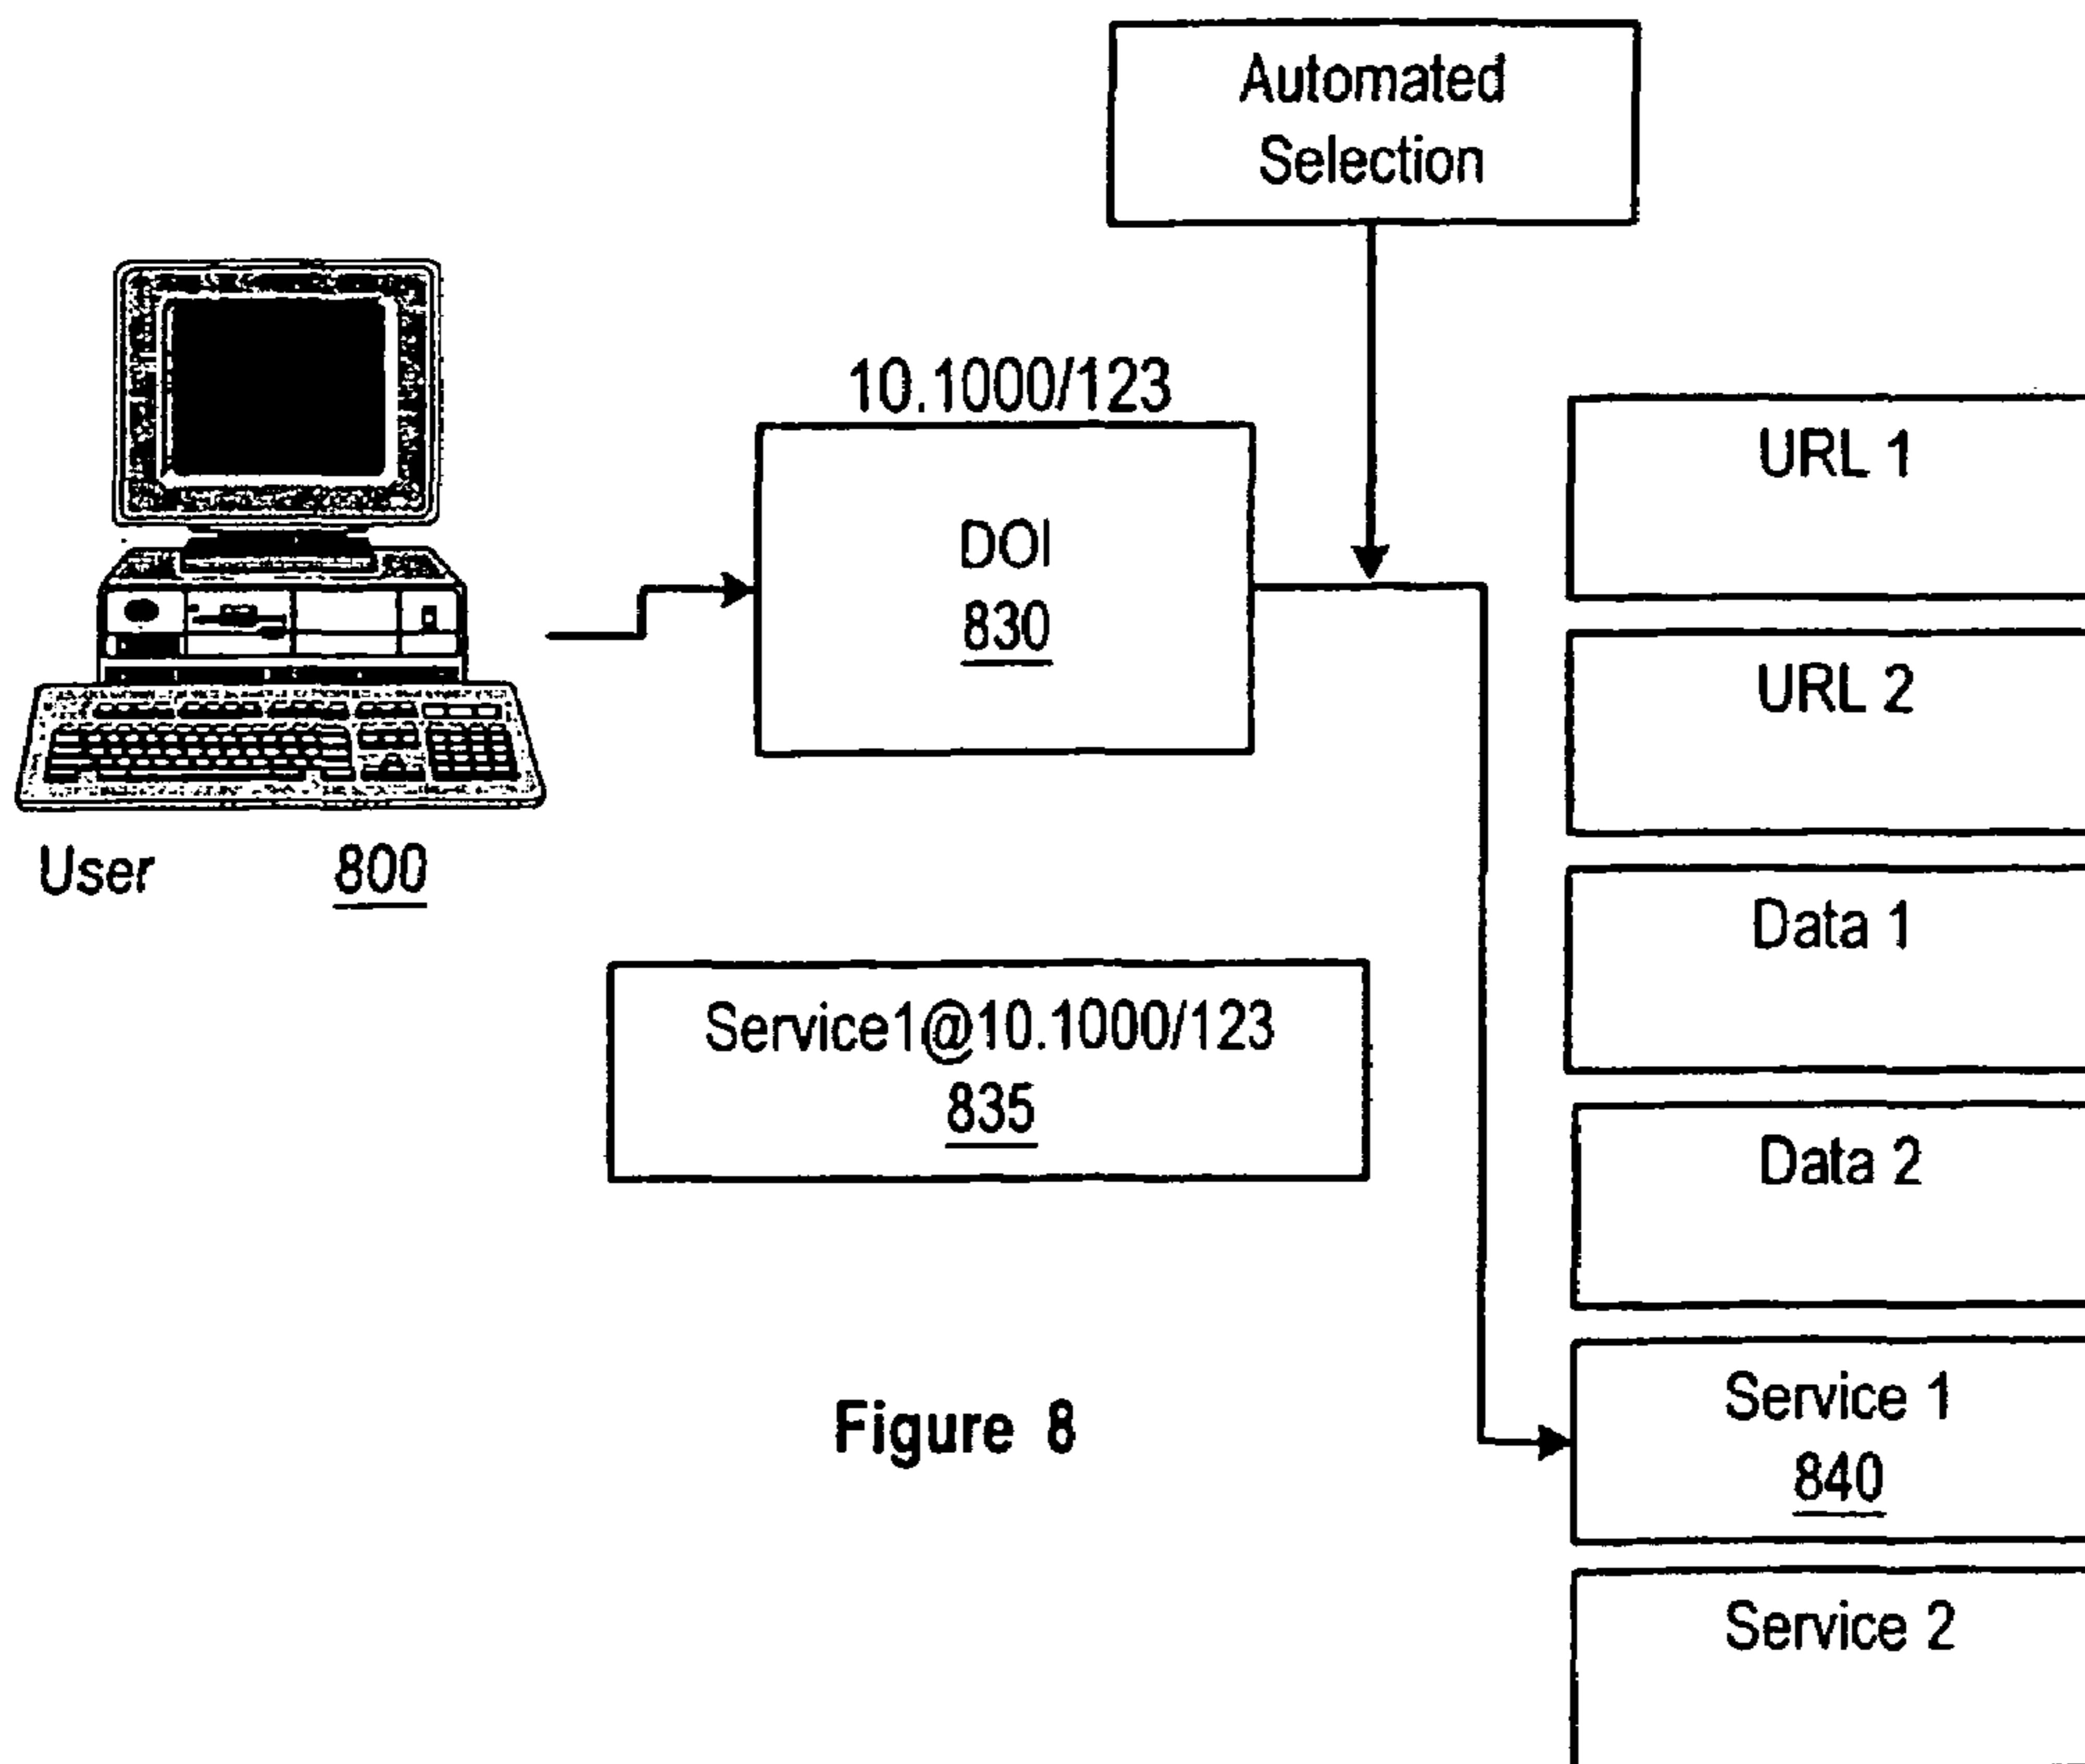 Automated
Selection
10.1000/123
DOI
830
User 800
Service1@10.1000/123
835
URL 1
URL 2
Data 1
Data 2
Service 1
840
Service 2
Figure 8